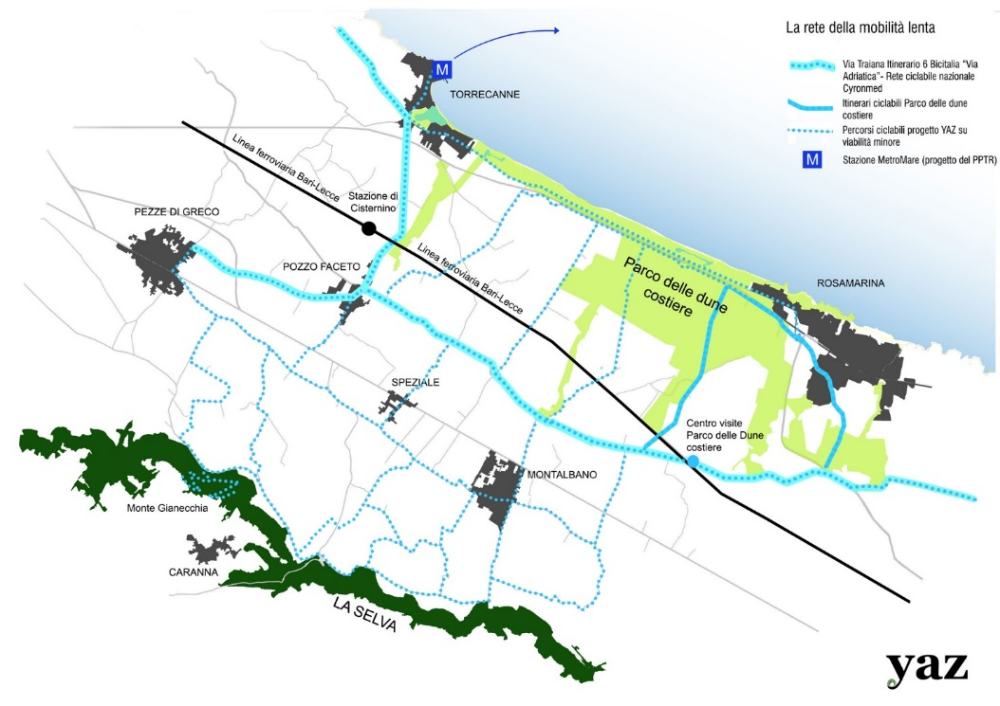 La rete della mobilità lenta
Via Traiana Itinerario 6 Bicitalia “Via
Adriatica”- Rete ciclabile nazionale
Cyronmed
Itinerari ciclabili Parco delle dune
costiere
Percorsi ciclabili progetto YAZ su
viabilità minore
M
Stazione MetroMare (progetto del PPTR)
M
TORRECANNE
Linea ferroviaria Bari-Lecce
Stazione di
Cisternino
PEZZE DI GRECO
POZZO FACETO
Linea ferroviaria Bari-Lecce
Parco delle dune
costiere
ROSAMARINA
SPEZIALE
Centro visite
Parco delle Dune
costiere
MONTALBANO
Monte Gianecchia
CARANNA
LA SELVA
yaz